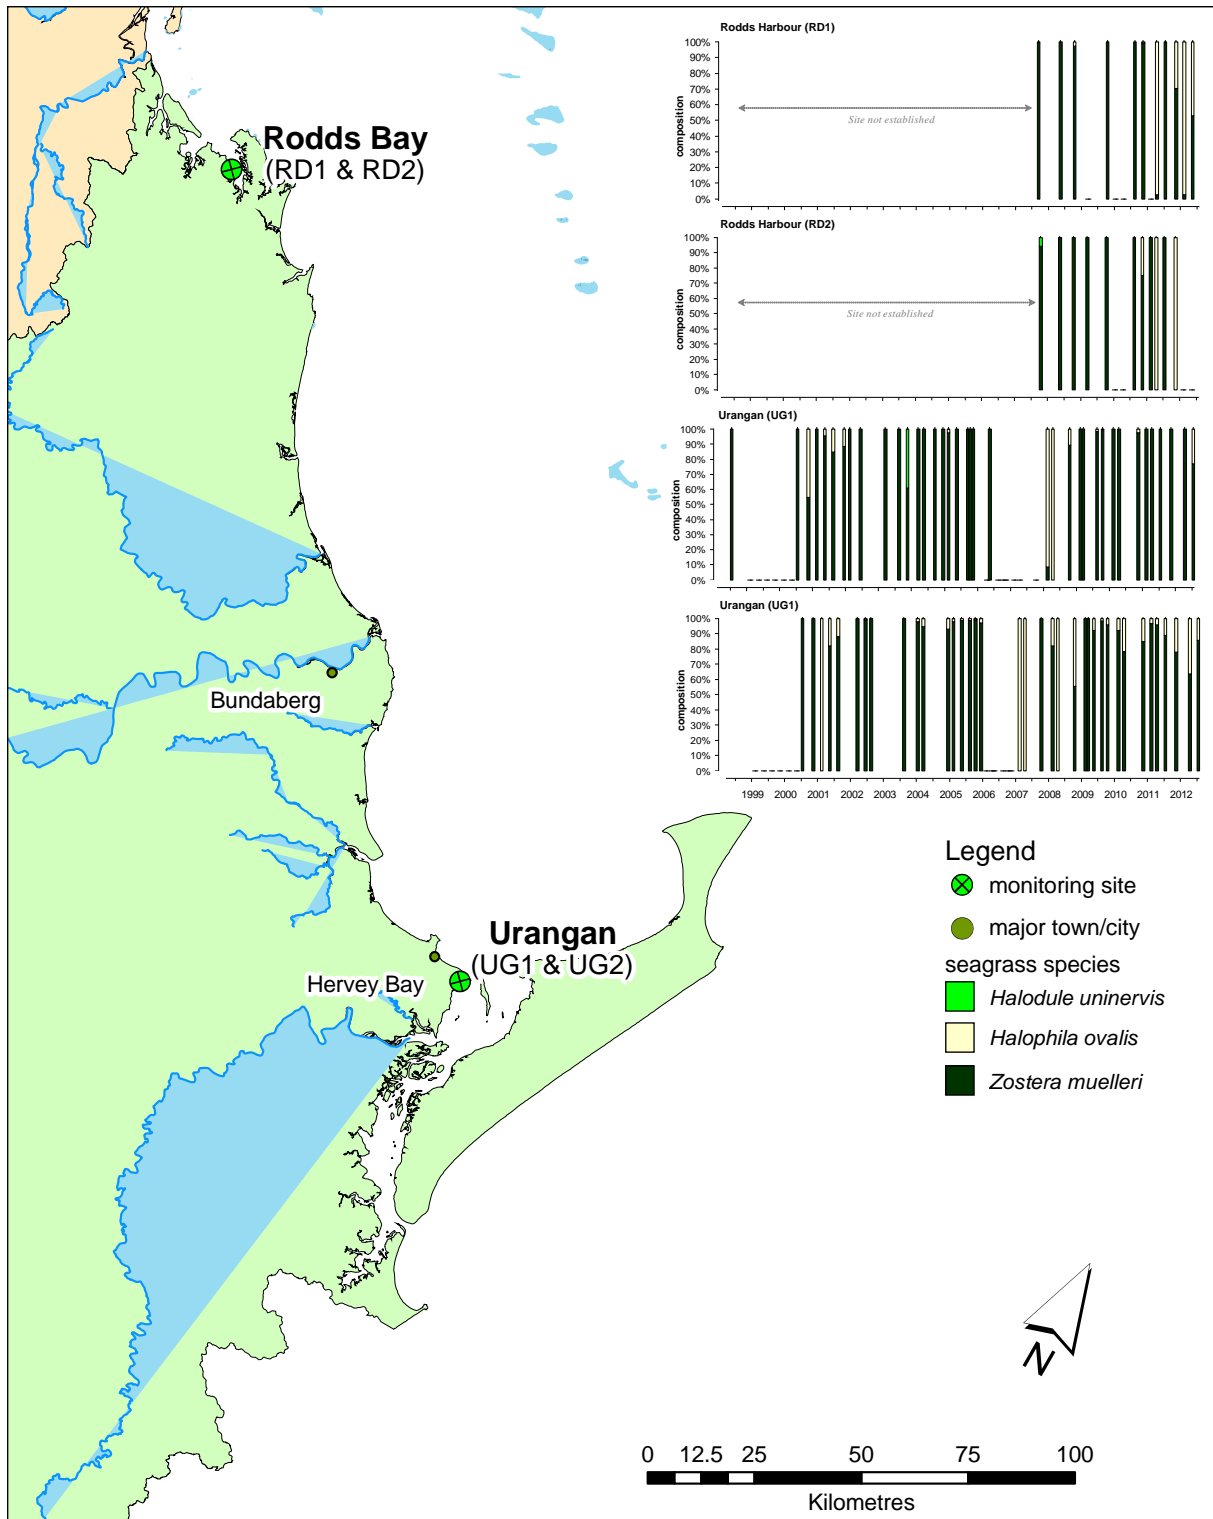 Rodds Harbour (RD1)
100%
90%
80%
70%
60%
50%
40%
30%
20%
10%
0%
composition
Site not established
Rodds Bay
(RD1 & RD2)
Rodds Harbour (RD2)
100%
90%
80%
70%
60%
50%
40%
30%
20%
10%
0%
composition
Site not established
Urangan (UG1)
100%
90%
80%
70%
60%
50%
40%
30%
20%
10%
0%
composition
Urangan (UG1)
100%
90%
80%
70%
60%
50%
40%
30%
20%
10%
0%
composition
1999 2000 2001 2002 2003 2004 2005 2006 2007 2008 2009 2010 2011 2012
Bundaberg
Urangan
(UG1 & UG2)
Hervey Bay
Legend
monitoring site
major town/city
seagrass species
Halodule uninervis
Halophila ovalis
Zostera muelleri
N
0 12.5 25 50 75 100
Kilometres